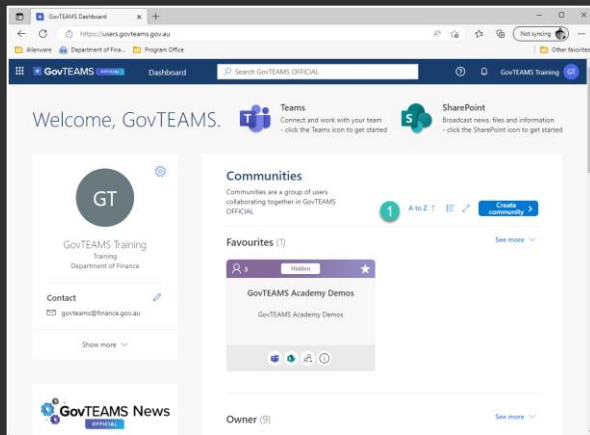 GovTEAMS Dashboard
https://users.govteams.gov.au
Not syncing
Alienware
Department of Fina...
Program Office
Other favorites
GovTEAMS OFFICIAL
Dashboard
Search GovTEAMS OFFICIAL
GovTEAMS Training
GT
Welcome, GovTEAMS.
Teams
Connect and work with your team
- click the Teams icon to get started
SharePoint
Broadcast news, files and information
- click the SharePoint icon to get started
GT
GovTEAMS Training
Training
Department of Finance
Contact
govteams@finance.gov.au
Show more
GovTEAMS News
OFFICIAL
Communities
Communities are a group of users
collaborating together in GovTEAMS
OFFICIAL
1
A to Z
Create
community
Favourites (1)
See more
3
Hidden
GovTEAMS Academy Demos
GovTEAMS Academy Demos
Owner (9)
See more